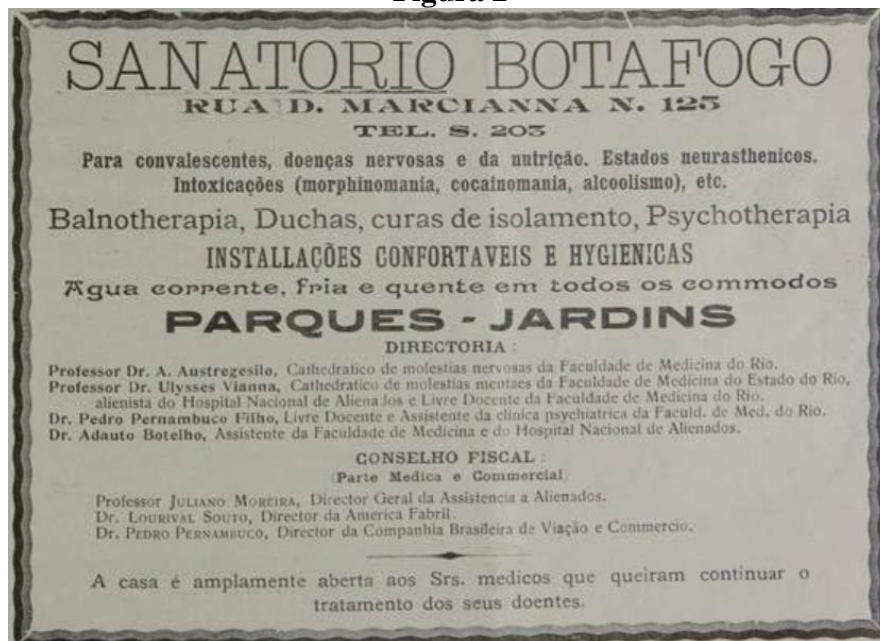 Figura 2
SANATORIO BOTAFOGO
RUA D. MARCIANNA N. 125
TEL. S. 203
Para convalescentes, doenças nervosas e da nutrição. Estados neurasthenicos.
Intoxicações (morphinomania, cocainomania, alcoolismo), etc.
Balnotherapia, Duchas, curas de isolamento, Psychotherapia
INSTALLAÇÕES CONFORTAVEIS E HYGIENICAS
Agua corrente, fria e quente em todos os commodos
PARQUES - JARDINS
DIRECTORIA :
Professor Dr. A. Austregesilo, Cathedratico de molestias nervosas da Faculdade de Medicina do Rio.
Professor Dr. Ulysses Vianna, Cathedratico de molestias mentaes da Faculdade de Medicina do Estado do Rio,
alienista do Hospital Nacional de Alienados e Livre Docente da Faculdade de Medicina do Rio.
Dr. Pedro Pernambuco Filho, Livre Docente e Assistente da clinica psychiatrica da Faculd. de Med. do Rio.
Dr. Adauto Botelho, Assistente da Faculdade de Medicina e do Hospital Nacional de Alienados.
CONSELHO FISCAL :
(Parte Medica e Commercial)
Professor JULIANO MOREIRA, Director Geral da Assistencia a Alienados.
Dr. LOURIVAL SOUTO, Director da America Fabril.
Dr. PEDRO PERNAMBUCO, Director da Companhia Brasileira de Viação e Commercio.
A casa é amplamente aberta aos Srs. medicos que queiram continuar o
tratamento dos seus doentes.